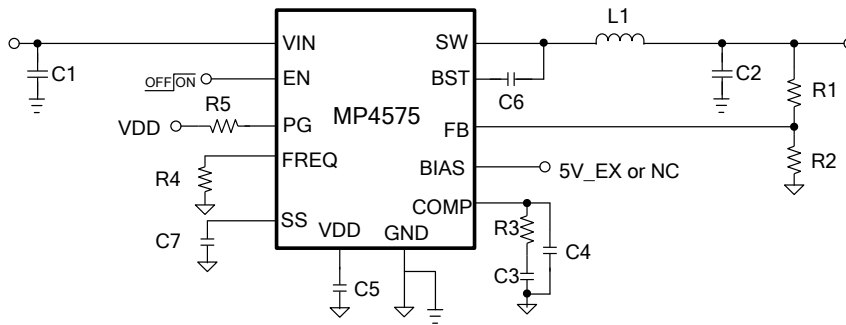 L1
VIN
SW
C1
OFF ON
EN
BST
C2
R1
C6
R5
MP4575
VDD
PG
FB
FREQ
BIAS
5V_EX or NC
R2
R4
COMP
SS
R3
C7
VDD
GND
C4
C3
C5